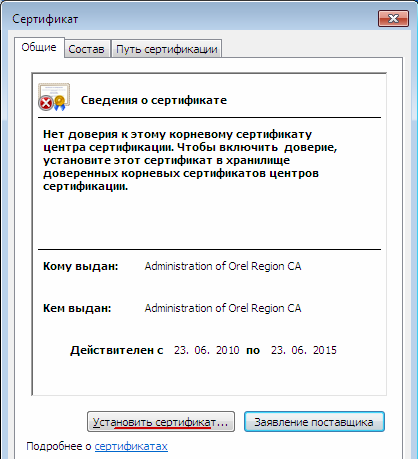 Сертификат
Общие Состав Путь сертификации
Сведения о сертификате
Нет доверия к этому корневому сертификату
центра сертификации. Чтобы включить доверие,
установите этот сертификат в хранилище
доверенных корневых сертификатов центров
сертификации.
Кому выдан: Administration of Orel Region CA
Кем выдан: Administration of Orel Region CA
Действителен с 23. 06. 2010 по 23. 06. 2015
Установить сертификат... Заявление поставщика
Подробнее о сертификатах